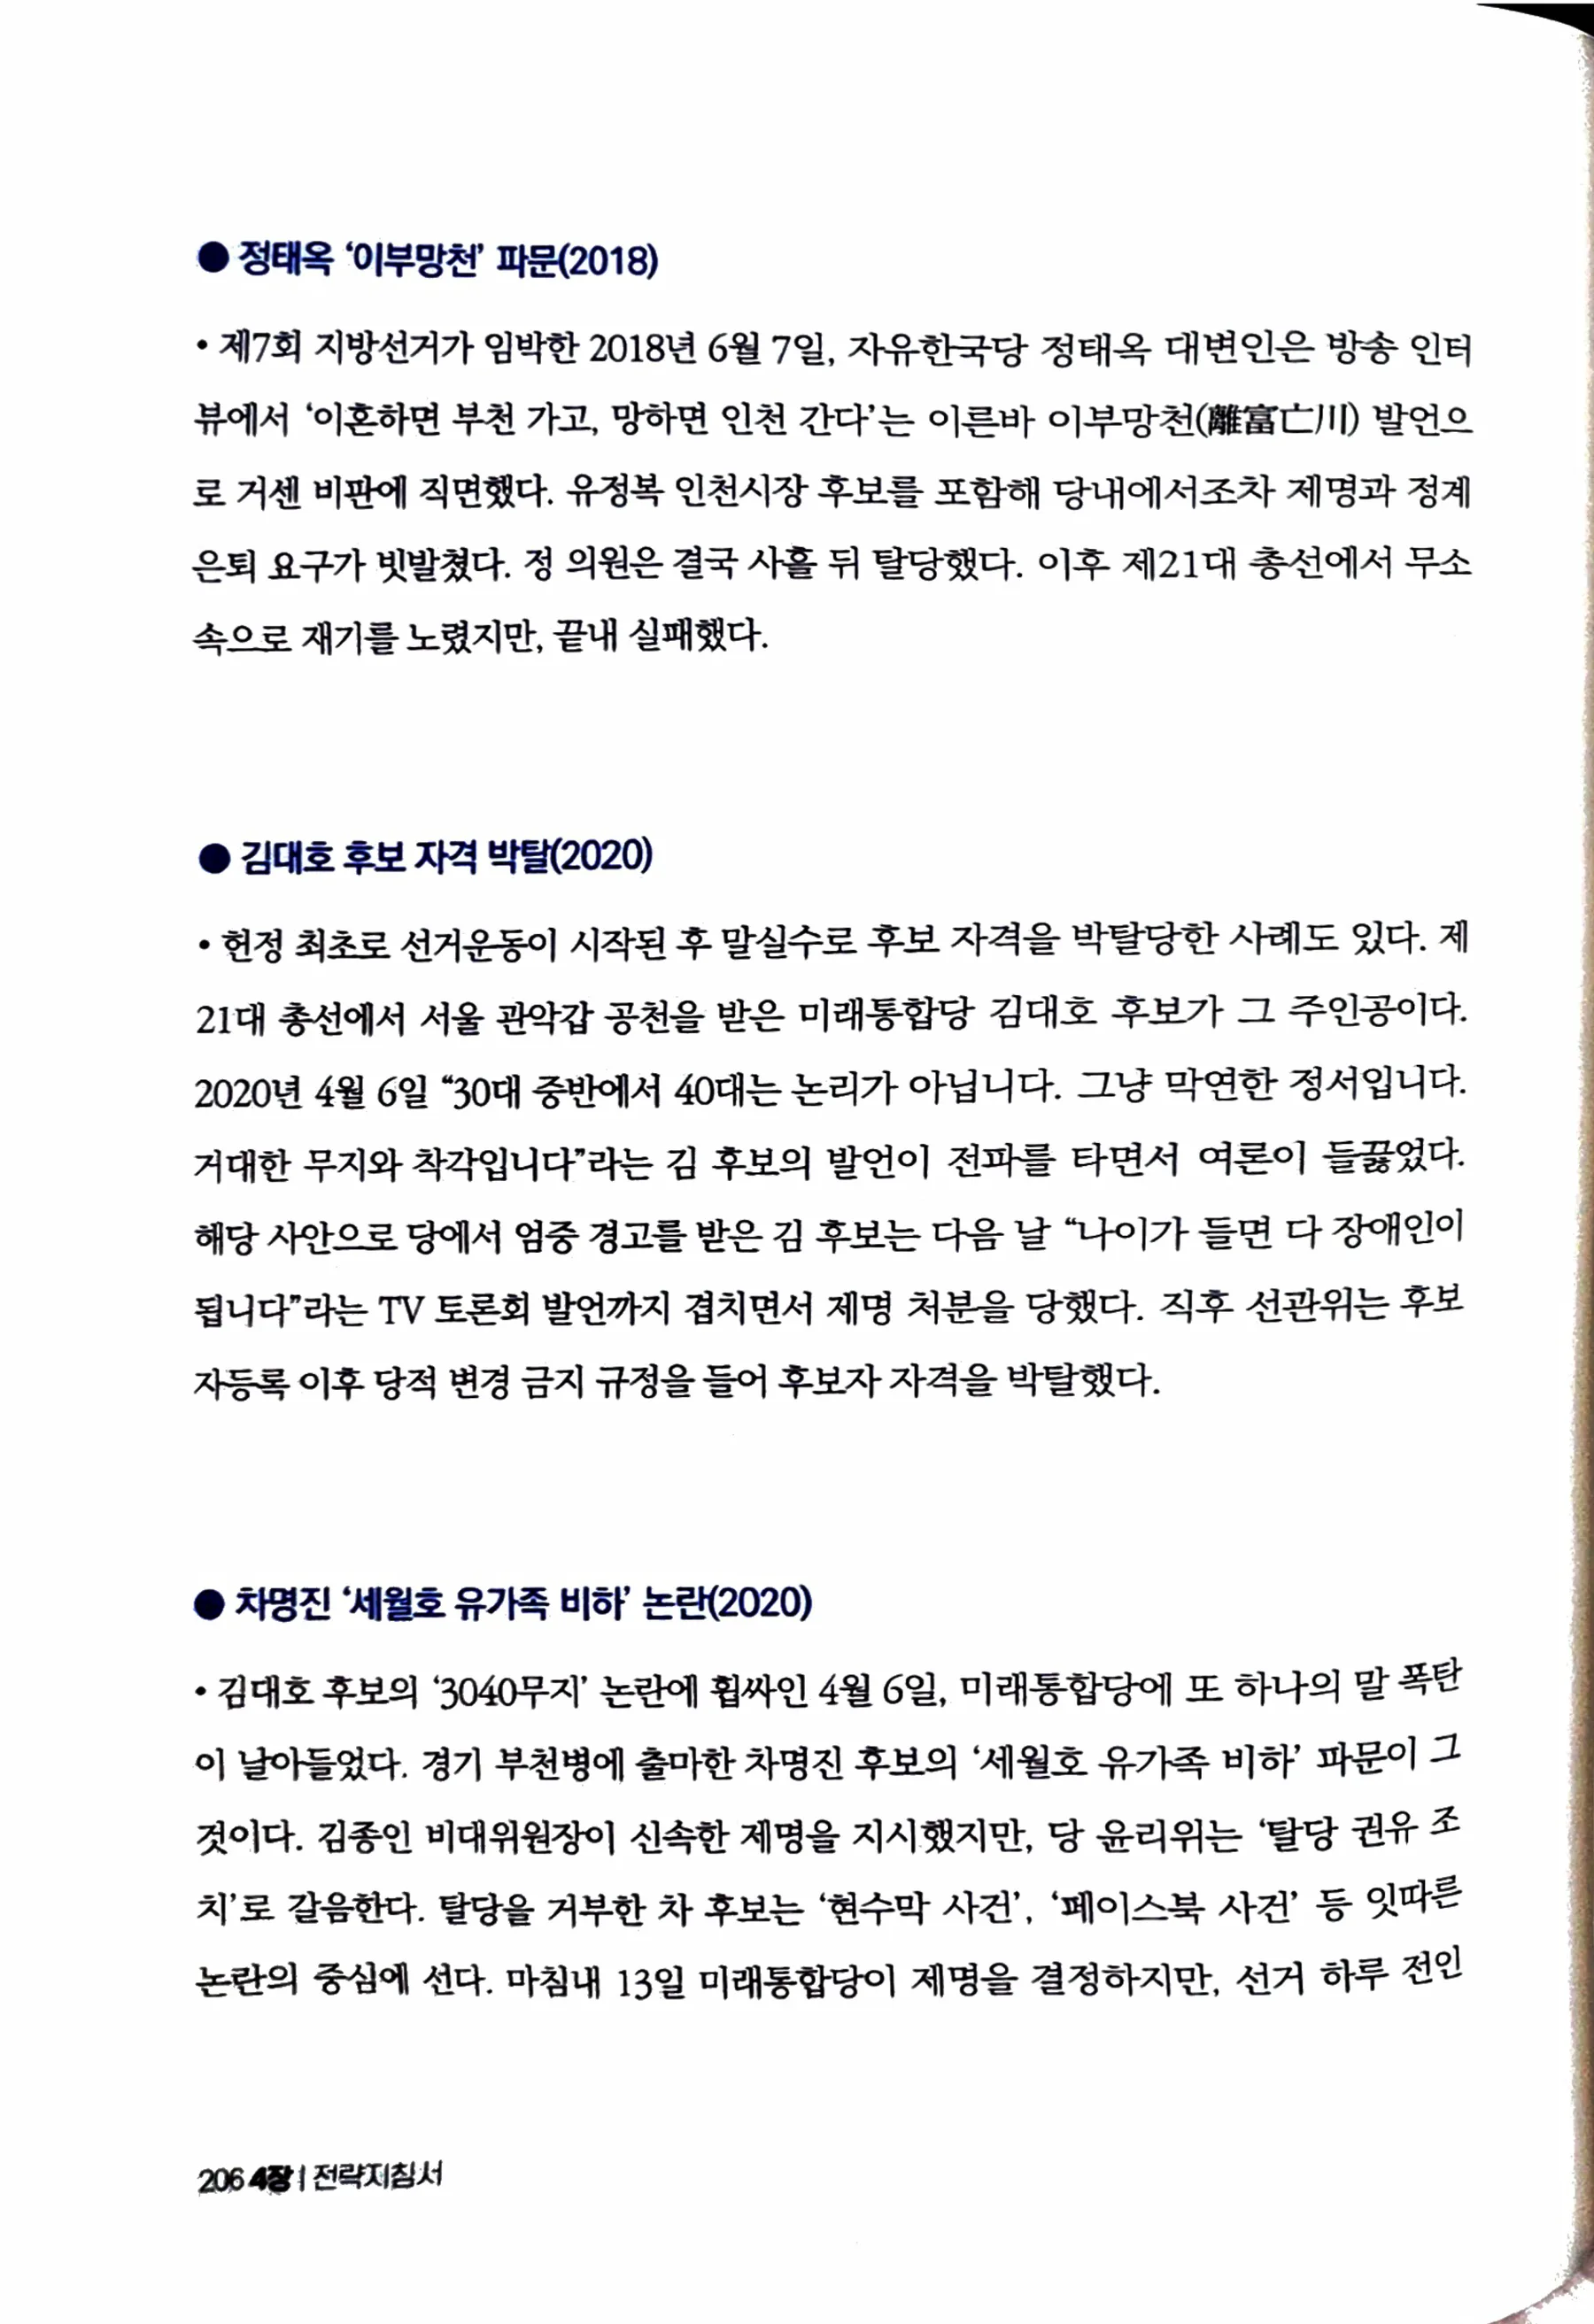 ● 정태옥 ‘이부망천’ 파문(2018)
• 제7회 지방선거가 임박한 2018년 6월 7일, 자유한국당 정태옥 대변인은 방송 인터
뷰에서 ‘이혼하면 부천 가고, 망하면 인천 간다’는 이른바 이부망천(離富亡川) 발언으
로 거센 비판에 직면했다. 유정복 인천시장 후보를 포함해 당내에서조차 제명과 정계
은퇴 요구가 빗발쳤다. 정 의원은 결국 사흘 뒤 탈당했다. 이후 제21대 총선에서 무소
속으로 재기를 노렸지만, 끝내 실패했다.
● 김대호 후보 자격 박탈(2020)
• 헌정 최초로 선거운동이 시작된 후 말실수로 후보 자격을 박탈당한 사례도 있다. 제
21대 총선에서 서울 관악갑 공천을 받은 미래통합당 김대호 후보가 그 주인공이다.
2020년 4월 6일 “30대 중반에서 40대는 논리가 아닙니다. 그냥 막연한 정서입니다.
거대한 무지와 착각입니다”라는 김 후보의 발언이 전파를 타면서 여론이 들끓었다.
해당 사안으로 당에서 엄중 경고를 받은 김 후보는 다음 날 “나이가 들면 다 장애인이
됩니다”라는 TV 토론회 발언까지 겹치면서 제명 처분을 당했다. 직후 선관위는 후보
자등록 이후 당적 변경 금지 규정을 들어 후보자 자격을 박탈했다.
● 차명진 ‘세월호 유가족 비하’ 논란(2020)
• 김대호 후보의 ‘3040무지’ 논란에 휩싸인 4월 6일, 미래통합당에 또 하나의 말 폭탄
이 날아들었다. 경기 부천병에 출마한 차명진 후보의 ‘세월호 유가족 비하’ 파문이 그
것이다. 김종인 비대위원장이 신속한 제명을 지시했지만, 당 윤리위는 ‘탈당 권유 조
치’로 갈음한다. 탈당을 거부한 차 후보는 ‘현수막 사건’, ‘페이스북 사건’ 등 잇따른
논란의 중심에 선다. 마침내 13일 미래통합당이 제명을 결정하지만, 선거 하루 전인
206 4장 | 전략지침서